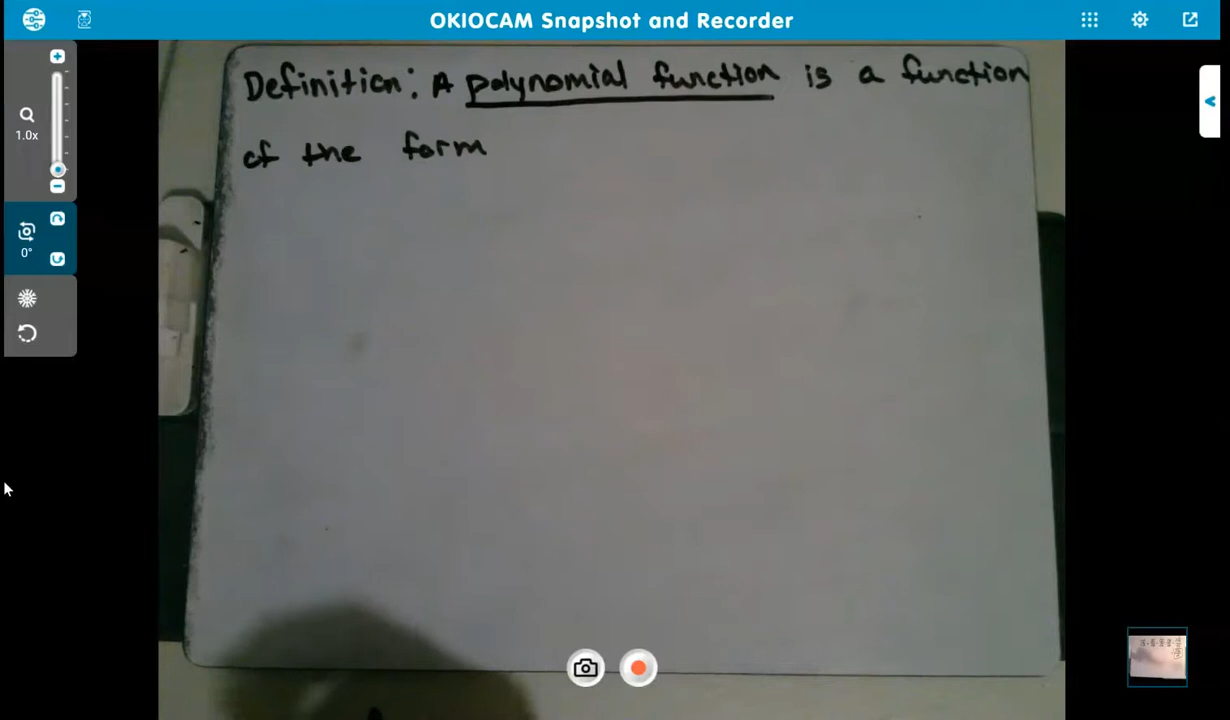 OKIOCAM Snapshot and Recorder
1.0x
0°
Definition: A polynomial function is a function
of the form